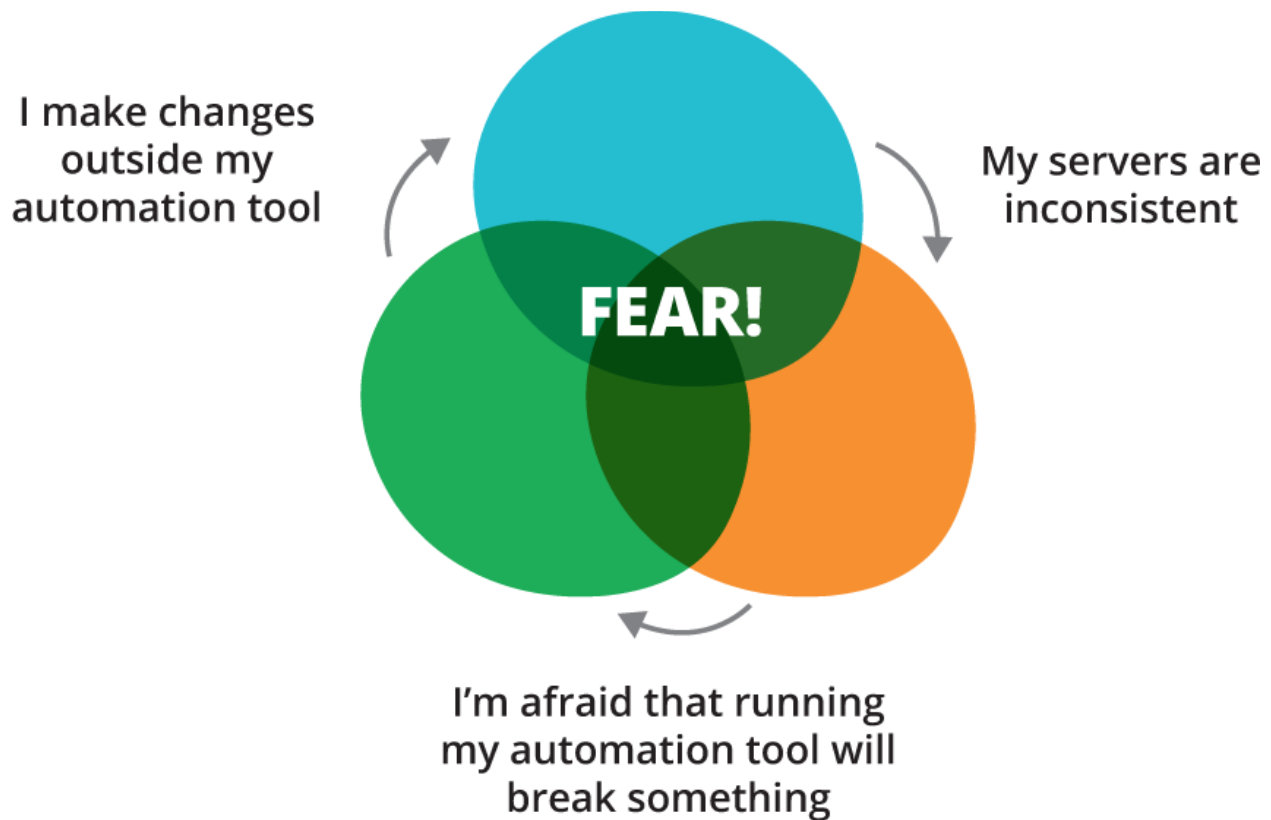 I make changes
outside my
automation tool
My servers are
inconsistent
FEAR!
I’m afraid that running
my automation tool will
break something